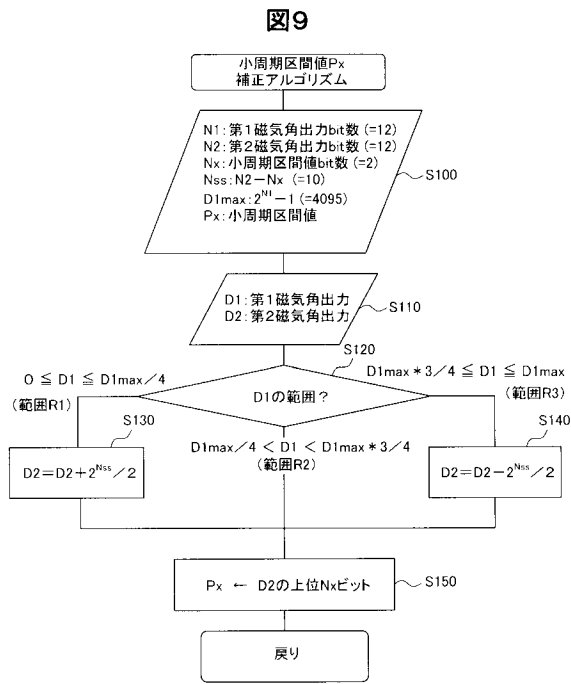 図9
小周期区間値Px
補正アルゴリズム
N1:第1磁気角出力bit数(=12)
N2:第2磁気角出力bit数(=12)
Nx:小周期区間値bit数(=2)
Nss:N2-Nx(=10)
D1max:2^N1-1(=4095)
Px:小周期区間値
S100
D1:第1磁気角出力
D2:第2磁気角出力
S110
S120
0≦D1≦D1max/4
(範囲R1)
D1の範囲?
D1max*3/4≦D1≦D1max
(範囲R3)
S130
D2=D2+2^Nss/2
D1max/4<D1<D1max*3/4
(範囲R2)
S140
D2=D2-2^Nss/2
Px ← D2の上位Nxビット
S150
戻り